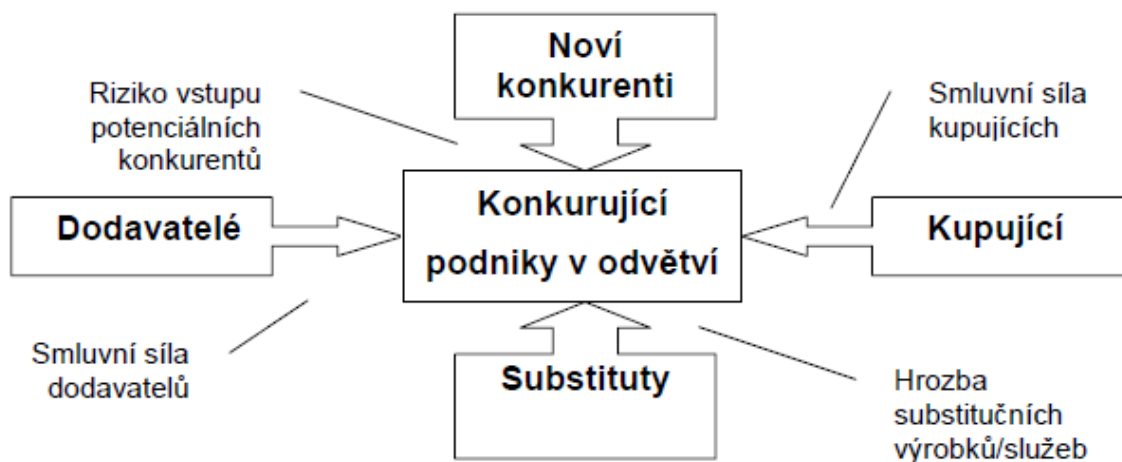 Noví
konkurenti
Riziko vstupu
potenciálních
konkurentů
Smluvní síla
kupujících
Dodavatelé
Konkurující
podniky v odvětví
Kupující
Smluvní síla
dodavatelů
Substituty
Hrozba
substitučních
výrobků/služeb